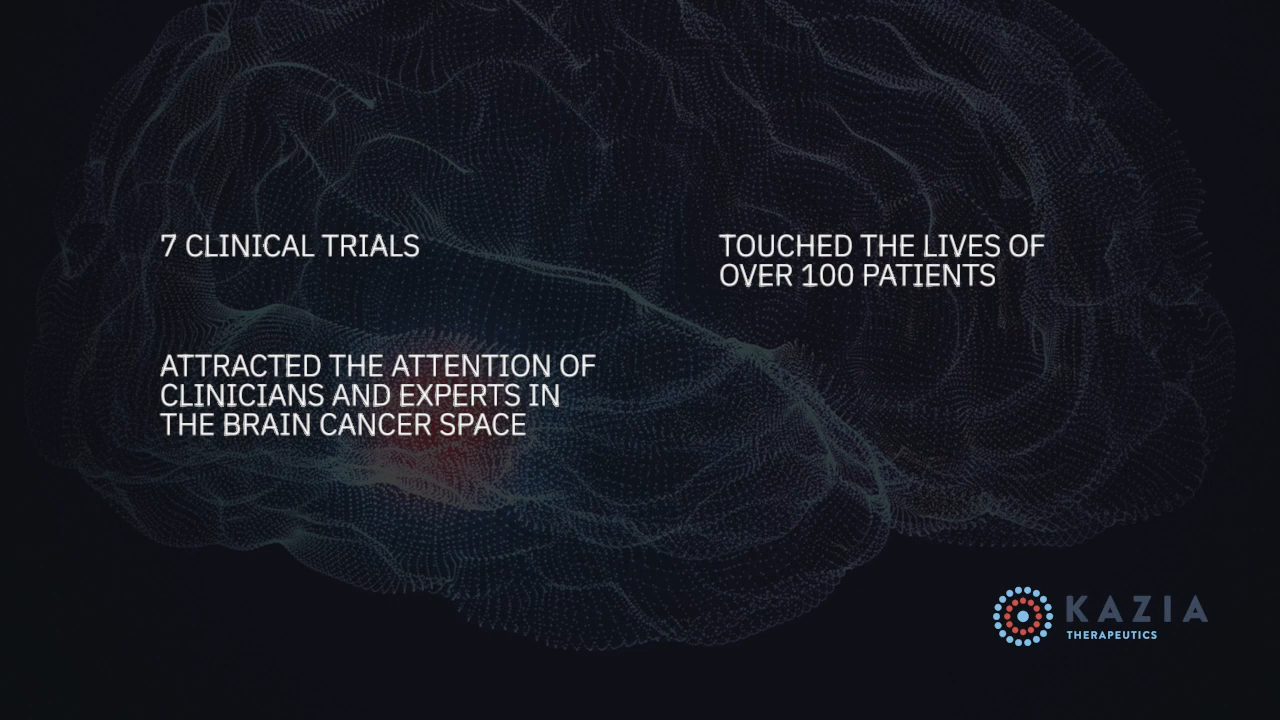 7 CLINICAL TRIALS
TOUCHED THE LIVES OF
OVER 100 PATIENTS
ATTRACTED THE ATTENTION OF
CLINICIANS AND EXPERTS IN
THE BRAIN CANCER SPACE
KAZIA
THERAPEUTICS